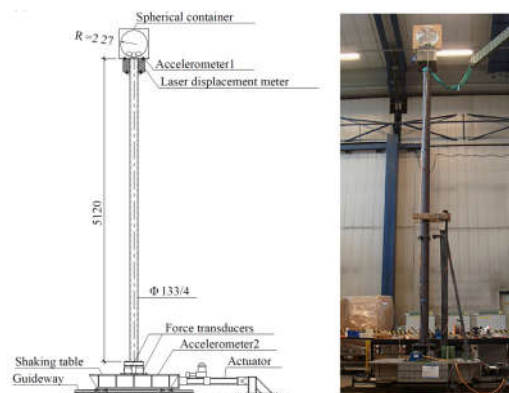 Spherical container
R =2 27
Accelerometer1
Laser displacement meter
5120
Φ 133/4
Force transducers
Accelerometer2
Shaking table
Actuator
Guideway